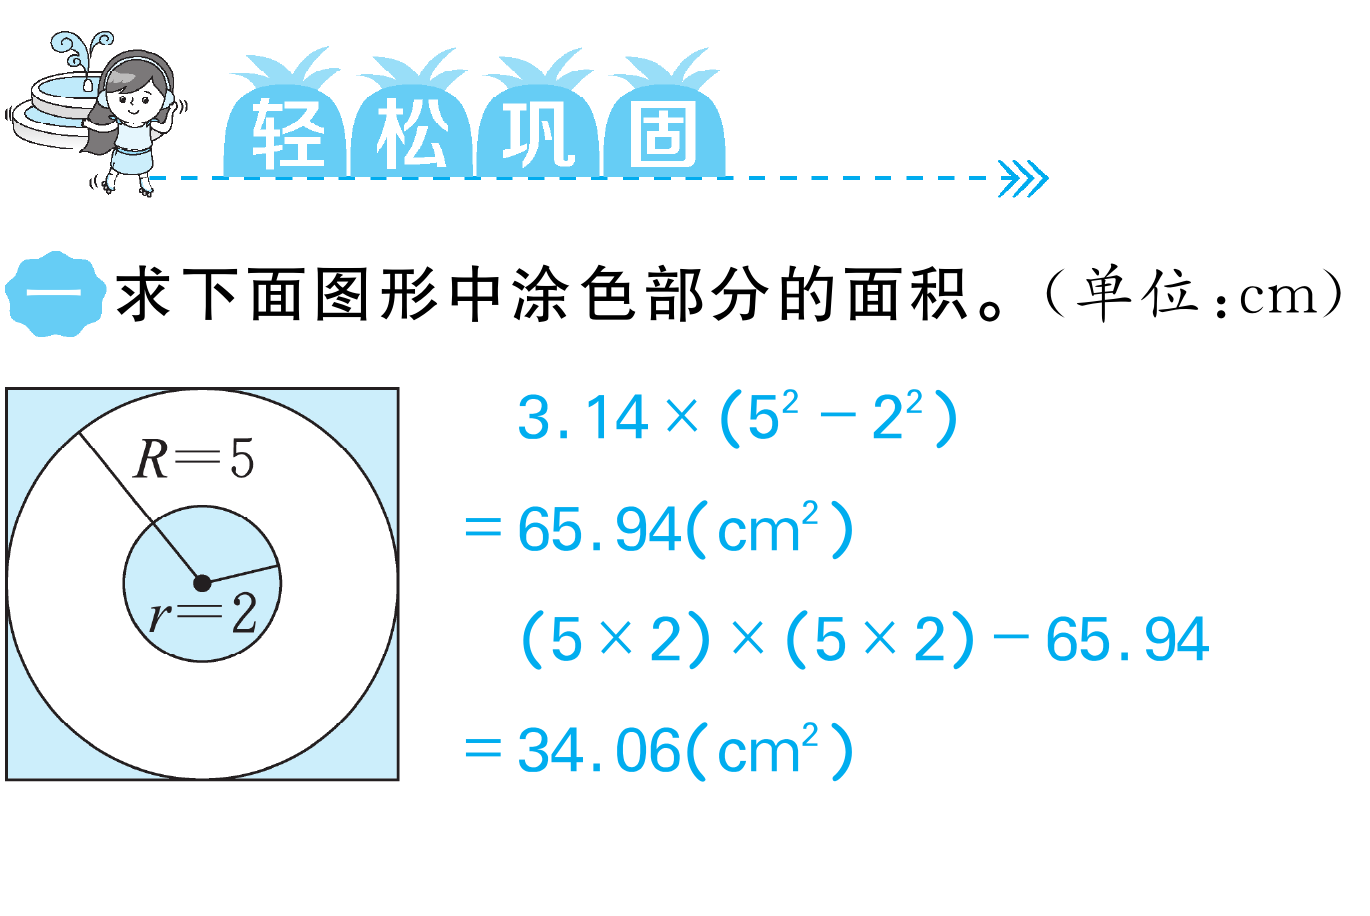 轻松巩固
一 求下面图形中涂色部分的面积。(单位:cm)
R=5
r=2
3.14×(5²-2²)
=65.94(cm²)
(5×2)×(5×2)-65.94
=34.06(cm²)